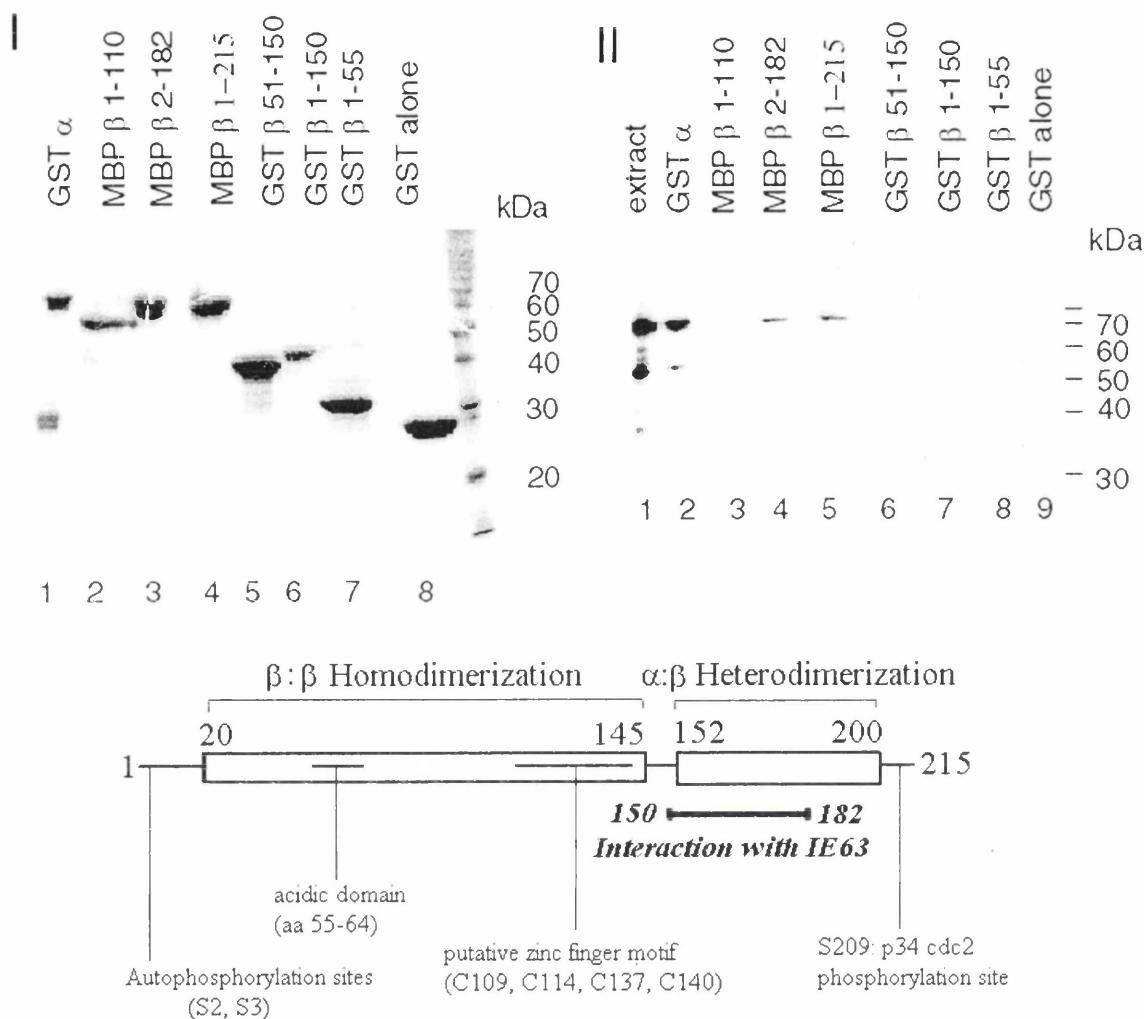 I
GST α
MBP β 1-110
MBP β 2-182
MBP β 1-215
GST β 51-150
GST β 1-150
GST β 1-55
GST alone
kDa
70
60
50
40
30
20
1 2 3 4 5 6 7 8
II
extract
GST α
MBP β 1-110
MBP β 2-182
MBP β 1-215
GST β 51-150
GST β 1-150
GST β 1-55
GST alone
kDa
70
60
50
40
30
1 2 3 4 5 6 7 8 9
β:β Homodimerization α:β Heterodimerization
20 145 152 200
1 215
150 182
Interaction with IE63
acidic domain
(aa 55-64)
putative zinc finger motif
(C109, C114, C137, C140)
S209: p34 cdc2
phosphorylation site
Autophosphorylation sites
(S2, S3)